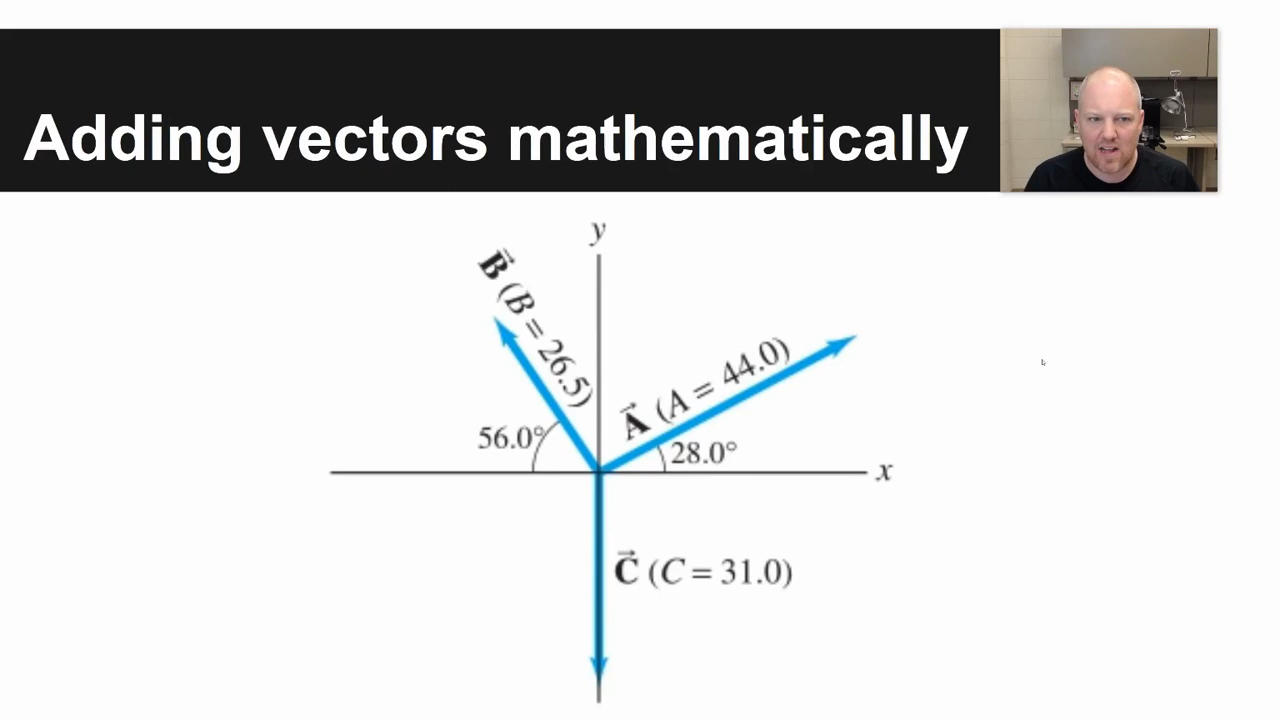 Adding vectors mathematically
y
B⃗ (B = 26.5)
A⃗ (A = 44.0)
56.0°
28.0°
x
C⃗ (C = 31.0)